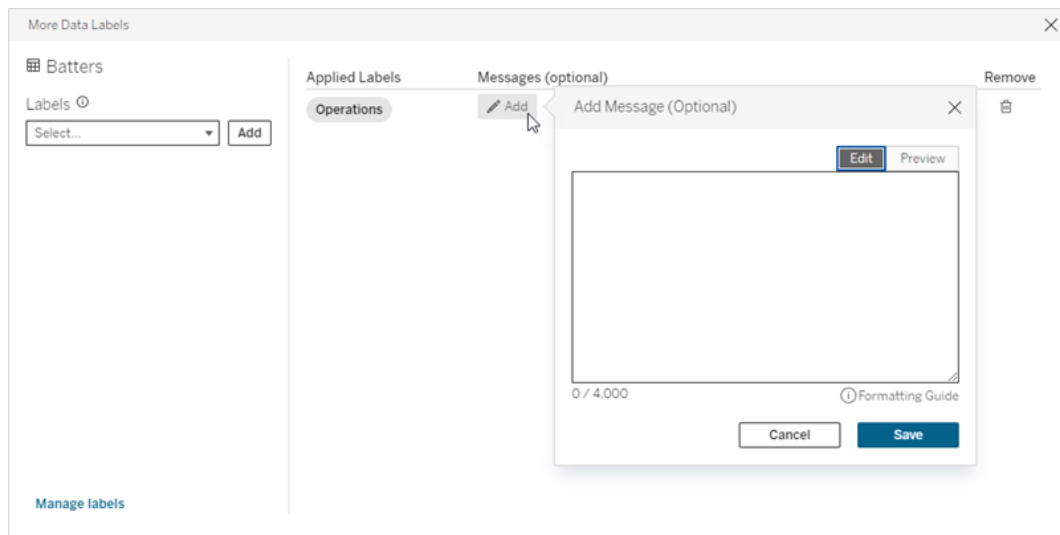 More Data Labels
Batters
Labels
Select...
Add
Manage labels
Applied Labels
Messages (optional)
Remove
Operations
Add
Add Message (Optional)
Edit
Preview
0 / 4,000
Formatting Guide
Cancel
Save